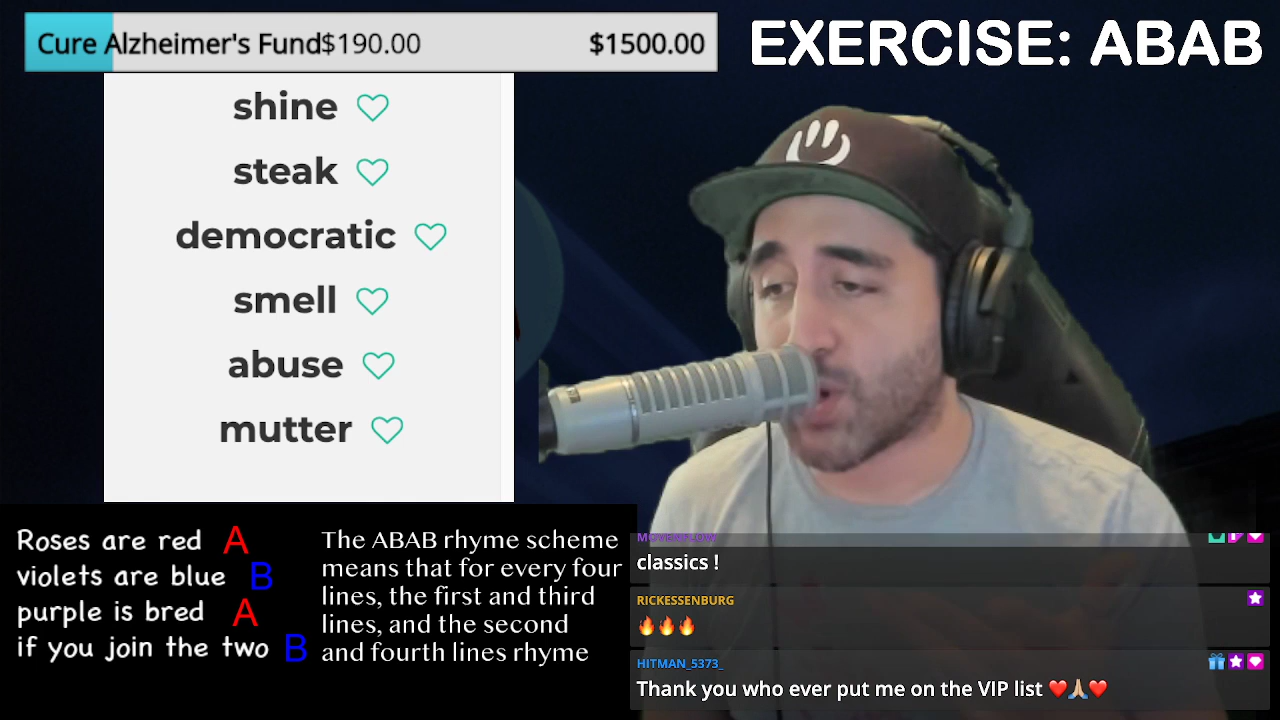 Cure Alzheimer's Fund$190.00 $1500.00
EXERCISE: ABAB
shine
steak
democratic
smell
abuse
mutter
Roses are red A
violets are blue B
purple is bred A
if you join the two B
The ABAB rhyme scheme
means that for every four
lines, the first and third
lines, and the second
and fourth lines rhyme
classics !
RICKESSENBURG
HITMAN_5373_
Thank you who ever put me on the VIP list